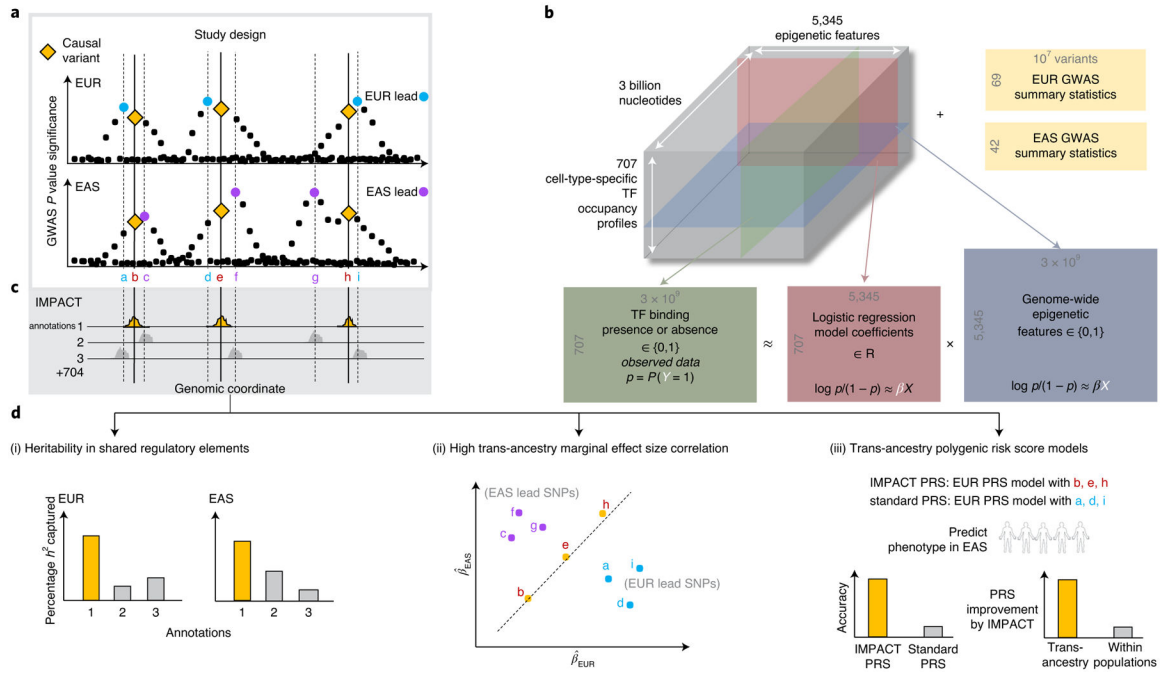 a
Study design
Causal
variant
EUR
EUR lead
EAS
EAS lead
GWAS P value significance
a b c d e f g h i
c
IMPACT
annotations 1
2
3
+704
Genomic coordinate
b
5,345
epigenetic features
3 billion
nucleotides
707
cell-type-specific
TF
occupancy
profiles
+
10⁷ variants
69
EUR GWAS
summary statistics
42
EAS GWAS
summary statistics
3 × 10⁹
707
TF binding
presence or absence
∈ {0,1}
observed data
p = P(Y = 1)
≈
5,345
707
Logistic regression
model coefficients
∈ R
log p/(1 − p) ≈ βX
×
3 × 10⁹
5,345
Genome-wide
epigenetic
features ∈ {0,1}
log p/(1 − p) ≈ βX
d
(i) Heritability in shared regulatory elements
EUR
EAS
Percentage h² captured
1 2 3
1 2 3
Annotations
(ii) High trans-ancestry marginal effect size correlation
(EAS lead SNPs)
f
g
c
h
e
b
a
i
d
(EUR lead SNPs)
β̂EAS
β̂EUR
(iii) Trans-ancestry polygenic risk score models
IMPACT PRS: EUR PRS model with b, e, h
standard PRS: EUR PRS model with a, d, i
Predict
phenotype in EAS
Accuracy
IMPACT
PRS
Standard
PRS
PRS
improvement
by IMPACT
Trans-
ancestry
Within
populations